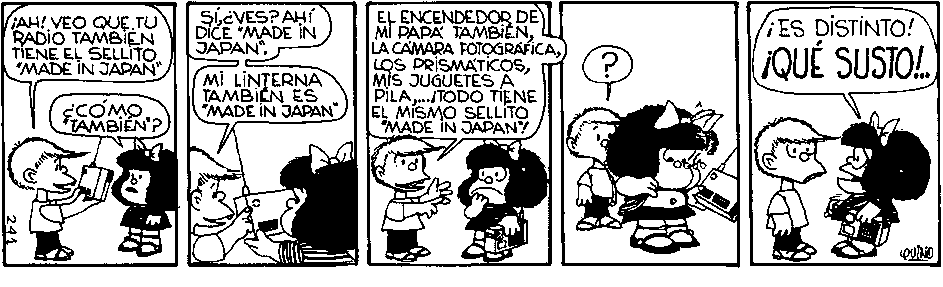 ¡AH! VEO QUE TU
RADIO TAMBIÉN
TIENE EL SELLITO
"MADE IN JAPAN"
¿CÓMO
"TAMBIÉN"?
241
SÍ, ¿VES? AHÍ
DICE "MADE IN
JAPAN".
MI LINTERNA
TAMBIÉN ES
"MADE IN JAPAN"
EL ENCENDEDOR DE
MI PAPÁ TAMBIÉN,
LA CÁMARA FOTOGRÁFICA,
LOS PRISMÁTICOS,
MIS JUGUETES A
PILA,...¡TODO TIENE
EL MISMO SELLITO
"MADE IN JAPAN"!
?
¡ES DISTINTO!
¡QUÉ SUSTO!..
QUINO